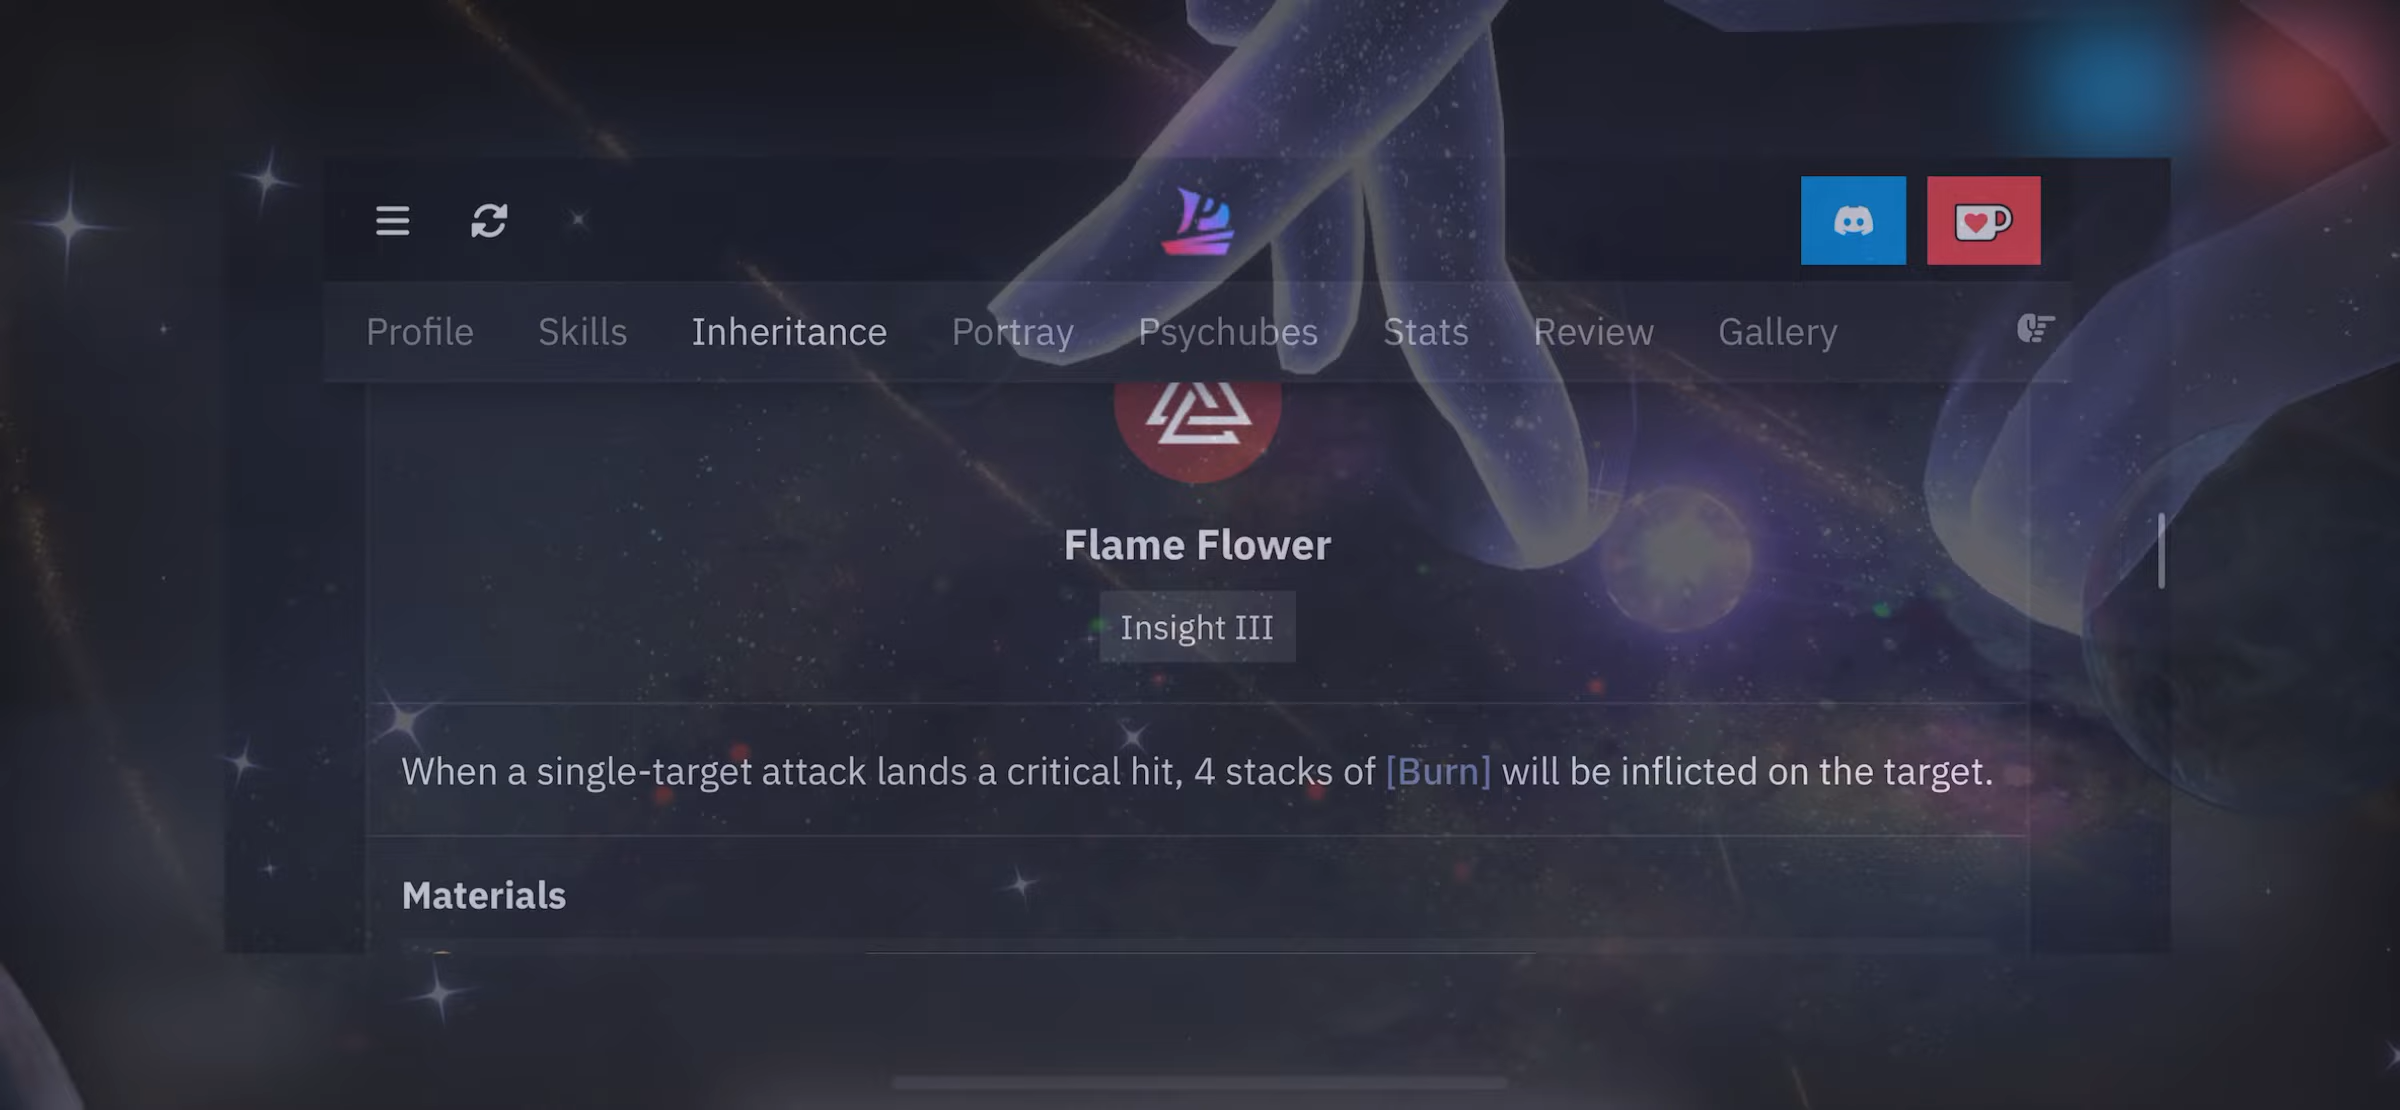 Profile Skills Inheritance Portray Psychubes Stats Review Gallery
Flame Flower
Insight III
When a single-target attack lands a critical hit, 4 stacks of [Burn] will be inflicted on the target.
Materials